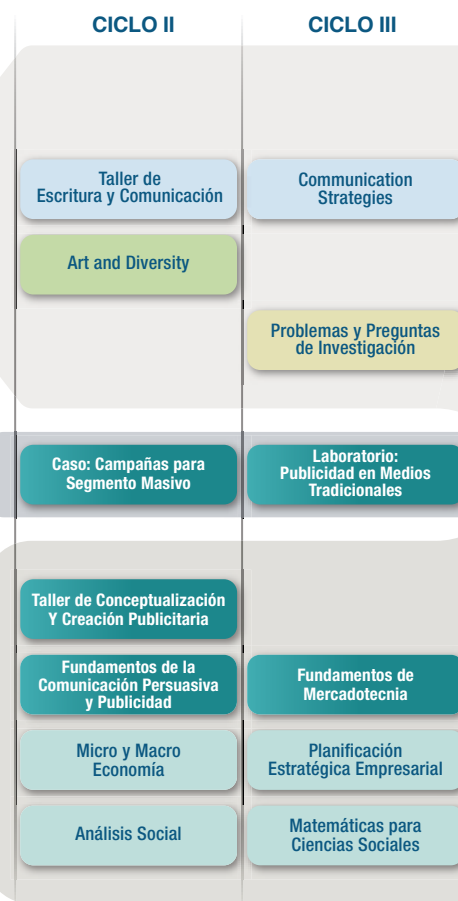 CICLO II
CICLO III
Taller de
Escritura y Comunicación
Communication
Strategies
Art and Diversity
Problemas y Preguntas
de Investigación
Caso: Campañas para
Segmento Masivo
Laboratorio:
Publicidad en Medios
Tradicionales
Taller de Conceptualización
Y Creación Publicitaria
Fundamentos de la
Comunicación Persuasiva
y Publicidad
Fundamentos de
Mercadotecnia
Micro y Macro
Economía
Planificación
Estratégica Empresarial
Análisis Social
Matemáticas para
Ciencias Sociales